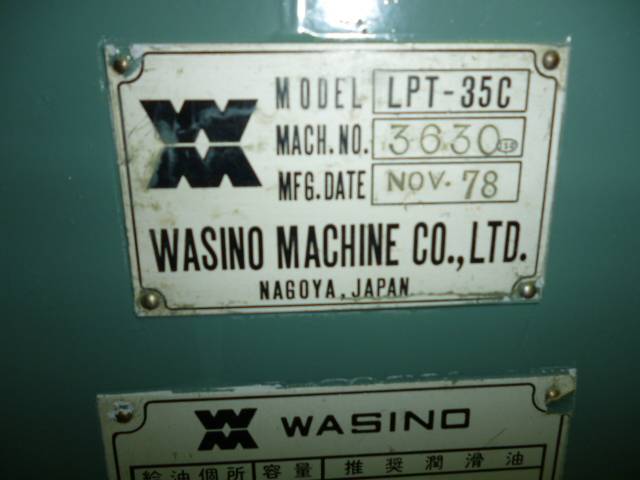 MODEL LPT-35C
MACH.NO. 3630
MFG.DATE NOV. 78
WASINO MACHINE CO.,LTD.
NAGOYA, JAPAN
WASINO
給油個所 容量 推奨潤滑油